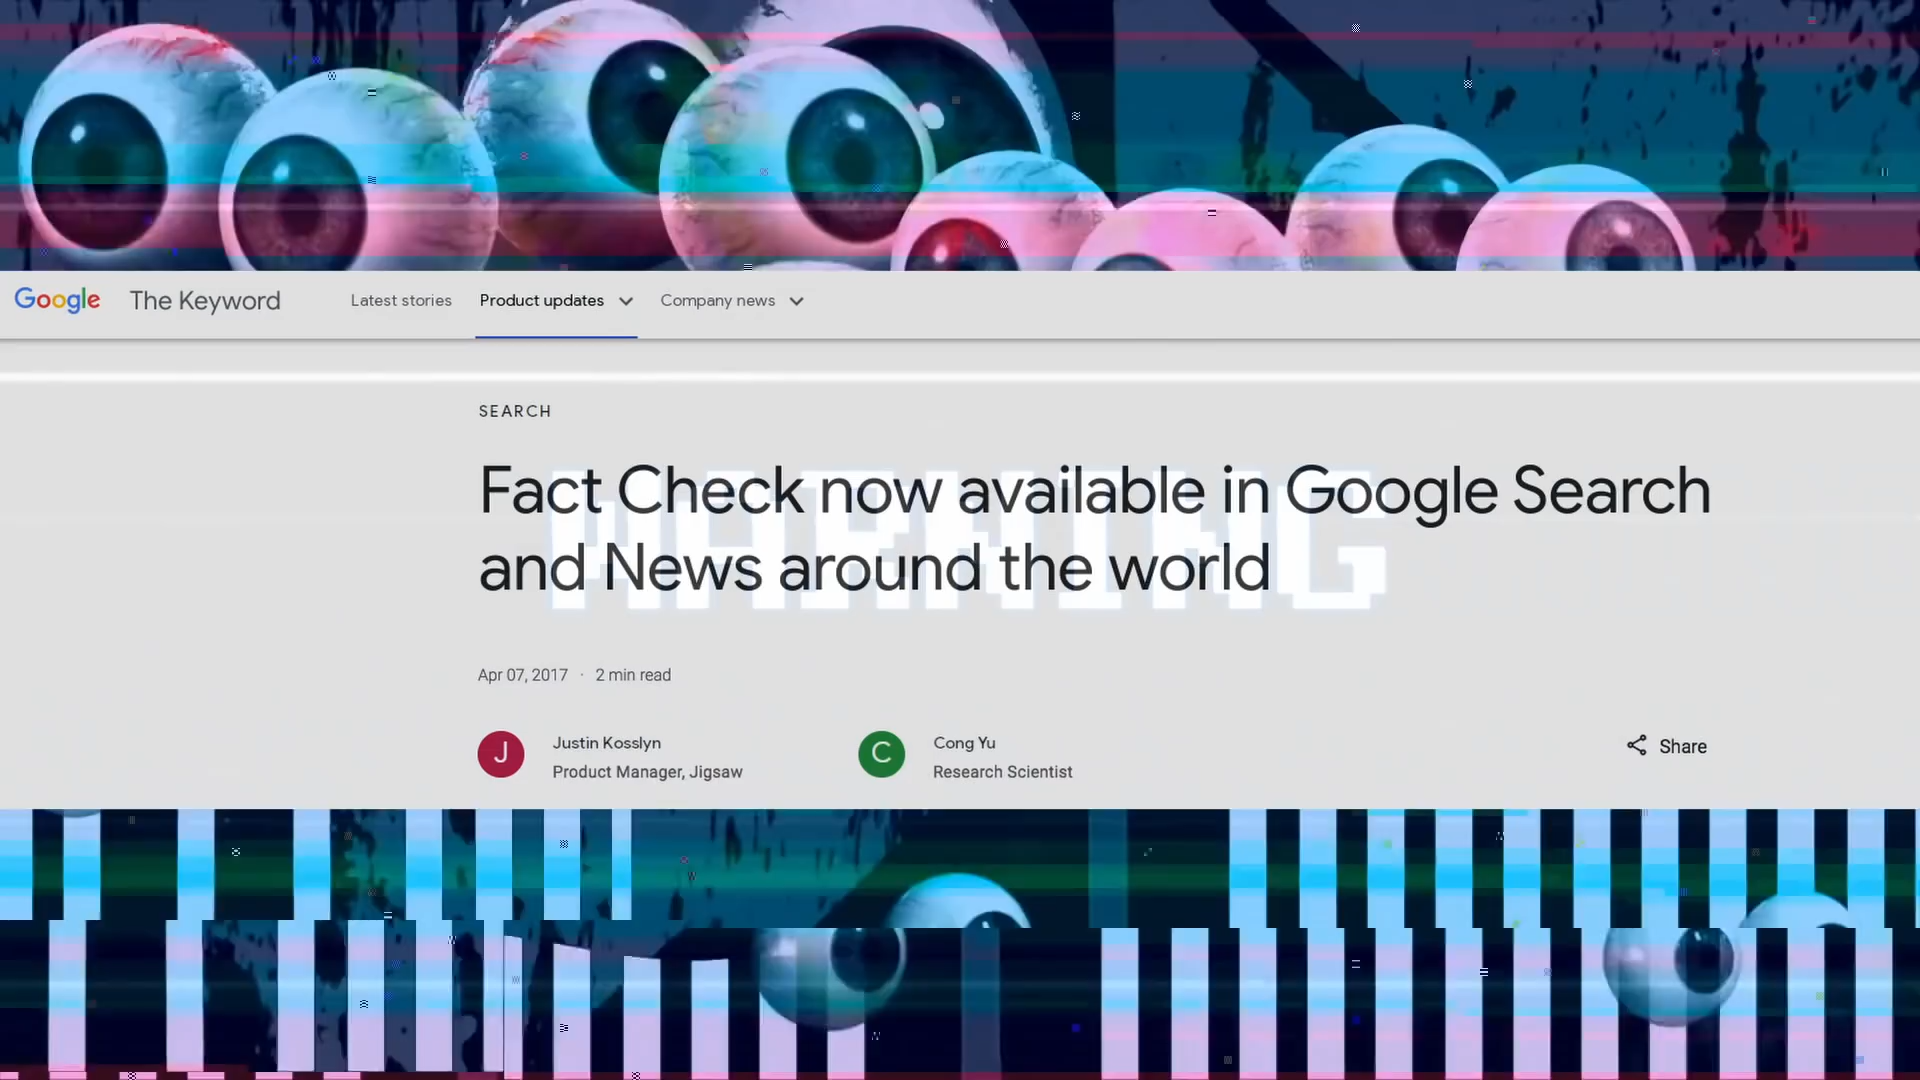 Google The Keyword Latest stories Product updates Company news
SEARCH
Fact Check now available in Google Search
and News around the world
WARNING
Apr 07, 2017 · 2 min read
J Justin Kosslyn
Product Manager, Jigsaw
C Cong Yu
Research Scientist
Share